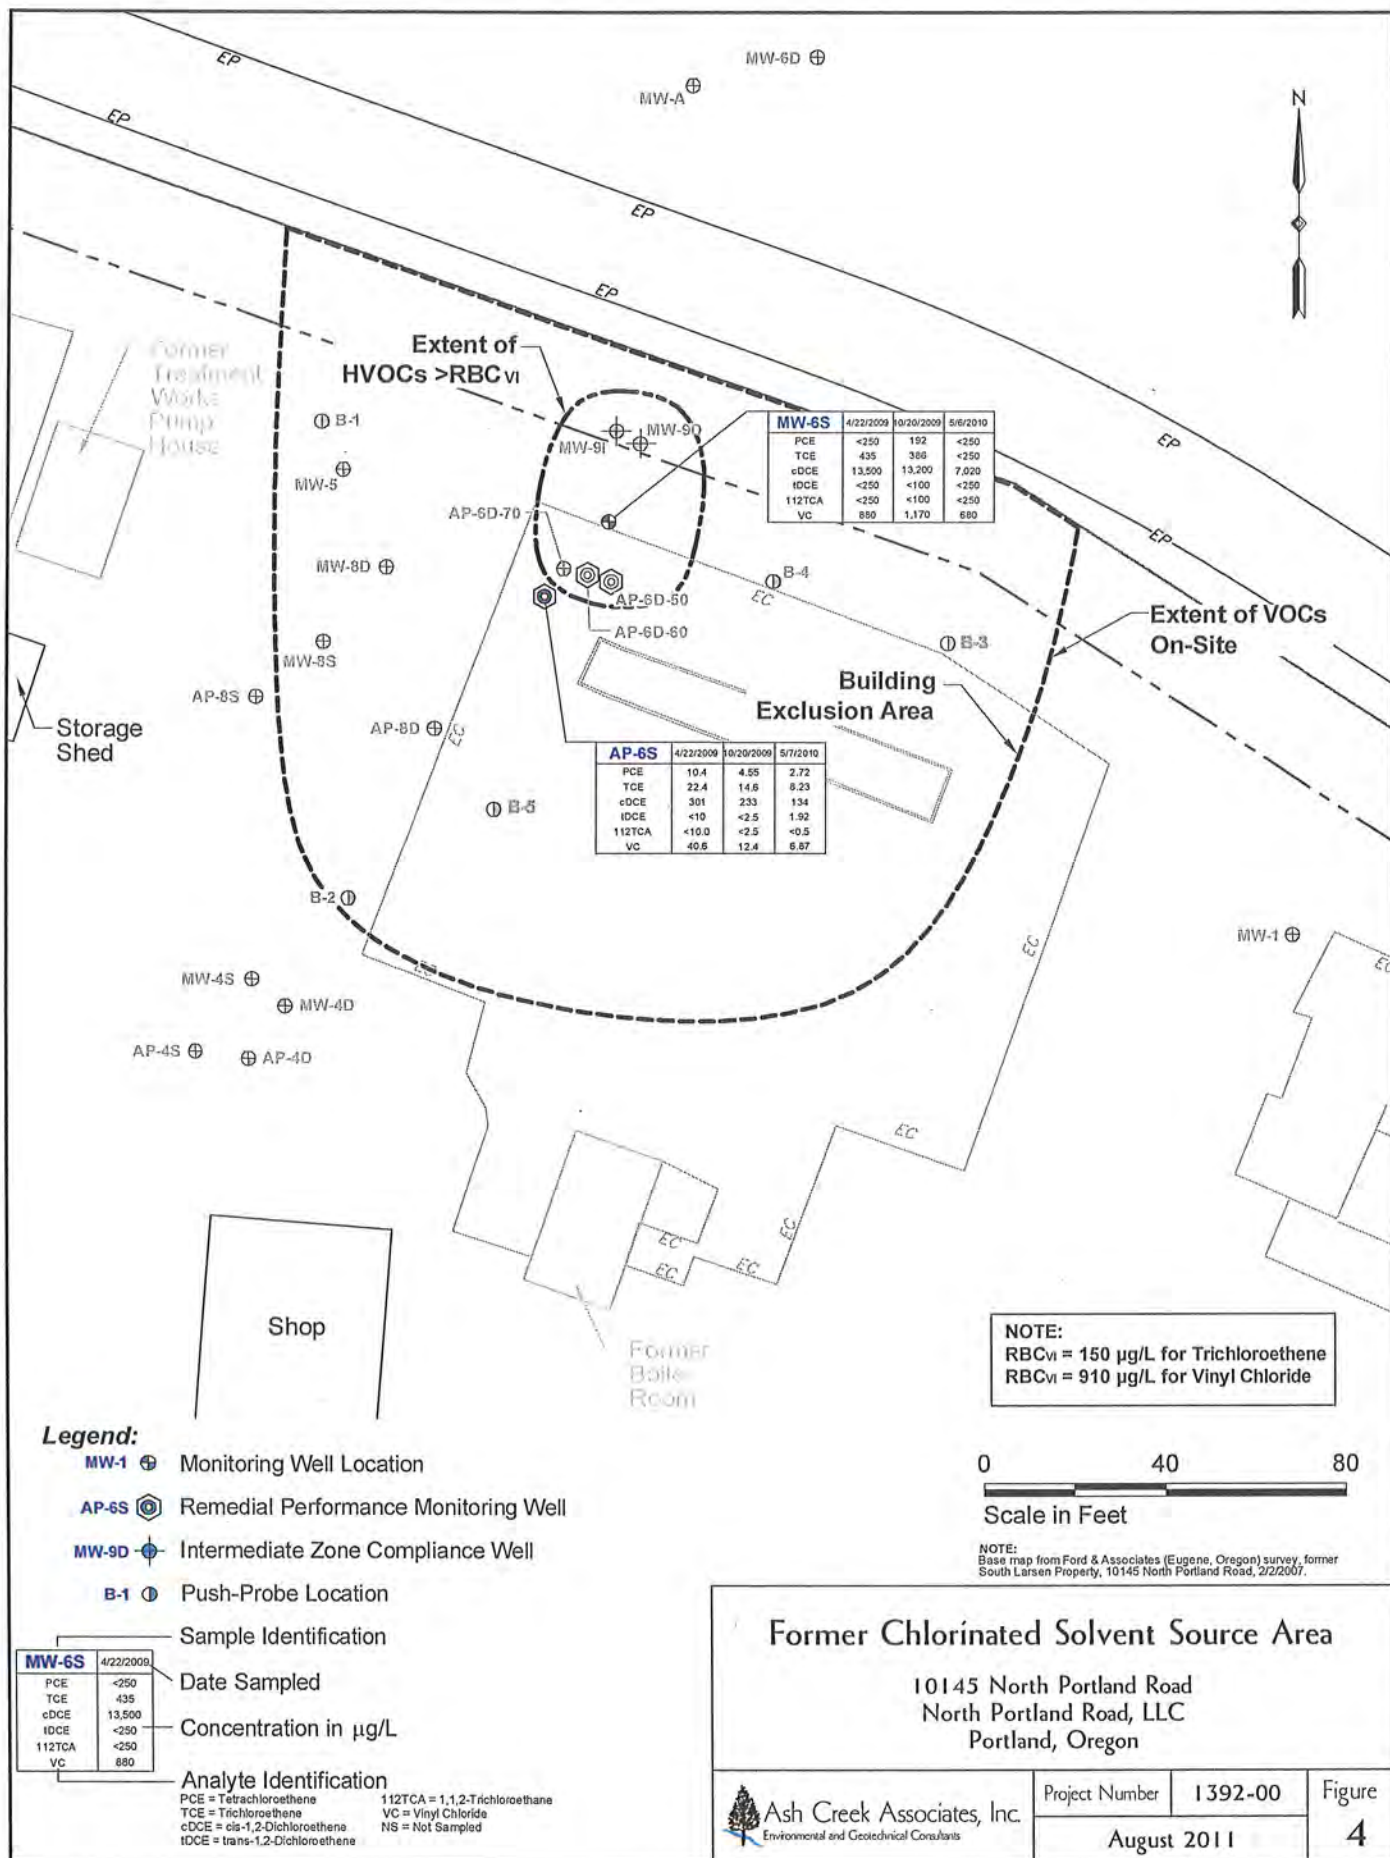 EP
MW-6D
MW-A
N
EP
EP
EP
Former
Treatment
Works
Pump
House
Extent of
HVOCs >RBC VI
B-1
MW-9I
MW-5
MW-6S 4/22/2009 10/20/2009 5/6/2010
PCE <250 192 <250
TCE 435 386 <250
cDCE 13,500 13,200 7,020
tDCE <250 <100 <250
112TCA <250 <100 <250
VC 880 1,170 680
EP
AP-6D-70
EP
MW-8D
B-4
EC
AP-6D-50
AP-6D-60
Extent of VOCs
On-Site
B-3
MW-8S
Building
Exclusion Area
AP-8S
Storage
Shed
AP-8D
EC
AP-6S 4/22/2009 10/20/2009 5/7/2010
PCE 10.4 4.55 2.72
TCE 22.4 14.6 8.23
cDCE 301 233 134
tDCE <10 <2.5 1.92
112TCA <10.0 <2.5 <0.5
VC 40.6 12.4 6.87
B-5
B-2
MW-1
EC
EC
EC
MW-4S
MW-4D
AP-4S
AP-4D
EC
EC
EC
EC
EC
Shop
Former
Boiler
Room
NOTE:
RBCVI = 150 µg/L for Trichloroethene
RBCVI = 910 µg/L for Vinyl Chloride
Legend:
MW-1 Monitoring Well Location
AP-6S Remedial Performance Monitoring Well
MW-9D Intermediate Zone Compliance Well
B-1 Push-Probe Location
Sample Identification
MW-6S 4/22/2009
Date Sampled
PCE <250
TCE 435
cDCE 13,500
tDCE <250
112TCA <250
VC 880
Concentration in µg/L
Analyte Identification
PCE = Tetrachloroethene
TCE = Trichloroethene
cDCE = cis-1,2-Dichloroethene
tDCE = trans-1,2-Dichloroethene
112TCA = 1,1,2-Trichloroethane
VC = Vinyl Chloride
NS = Not Sampled
0 40 80
Scale in Feet
NOTE:
Base map from Ford & Associates (Eugene, Oregon) survey, former
South Larsen Property, 10145 North Portland Road, 2/2/2007.
Former Chlorinated Solvent Source Area
10145 North Portland Road
North Portland Road, LLC
Portland, Oregon
Ash Creek Associates, Inc.
Environmental and Geotechnical Consultants
Project Number 1392-00
August 2011
Figure
4